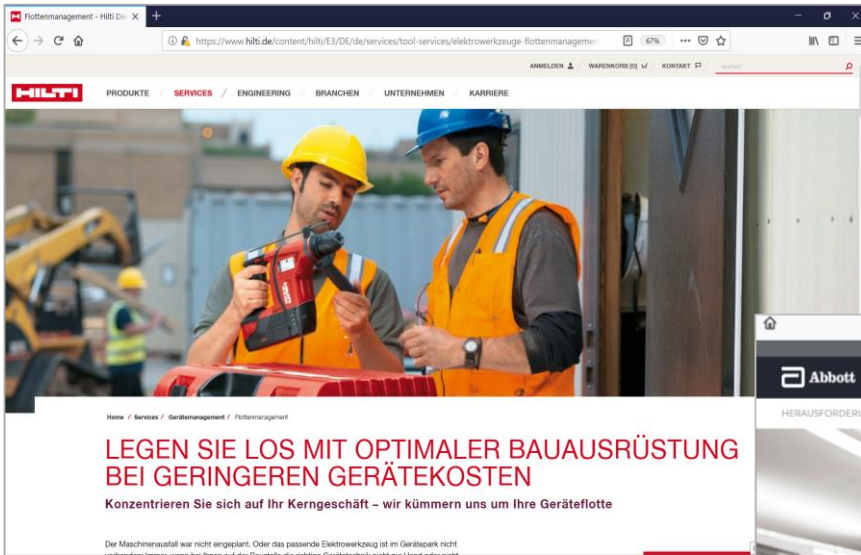 Flottenmanagement - Hilti De
https://www.hilti.de/content/hilti/E3/DE/de/services/tool-services/elektrowerkzeuge-flottenmanagemen
67%
ANMELDEN / WARENKORB [0] / KONTAKT
HILTI
PRODUKTE / SERVICES / ENGINEERING / BRANCHEN / UNTERNEHMEN / KARRIERE
HILTI
Abbott
HERAUSFORDERU
Home / Services / Gerätemanagement / Flottenmanagement
LEGEN SIE LOS MIT OPTIMALER BAUAUSRÜSTUNG
BEI GERINGEREN GERÄTEKOSTEN
Konzentrieren Sie sich auf Ihr Kerngeschäft – wir kümmern uns um Ihre Geräteflotte
Der Maschinenausfall war nicht eingeplant. Oder das passende Elektrowerkzeug ist im Gerätepark nicht